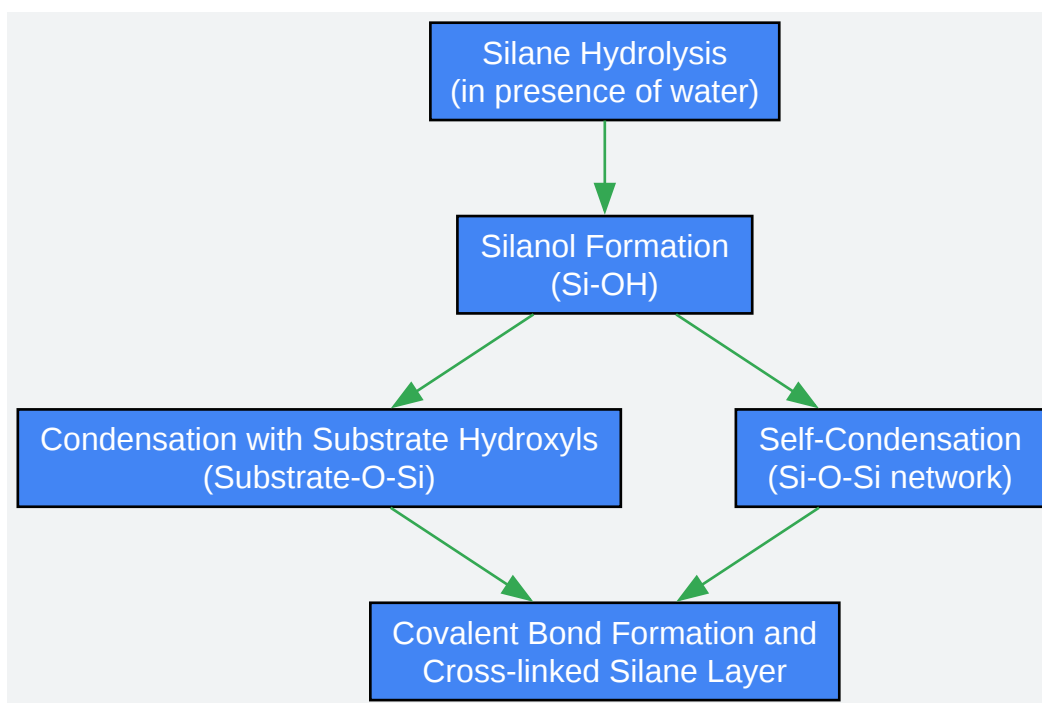 Silane Hydrolysis
(in presence of water)
Silanol Formation
(Si-OH)
Condensation with Substrate Hydroxyls
(Substrate-O-Si)
Self-Condensation
(Si-O-Si network)
Covalent Bond Formation and
Cross-linked Silane Layer